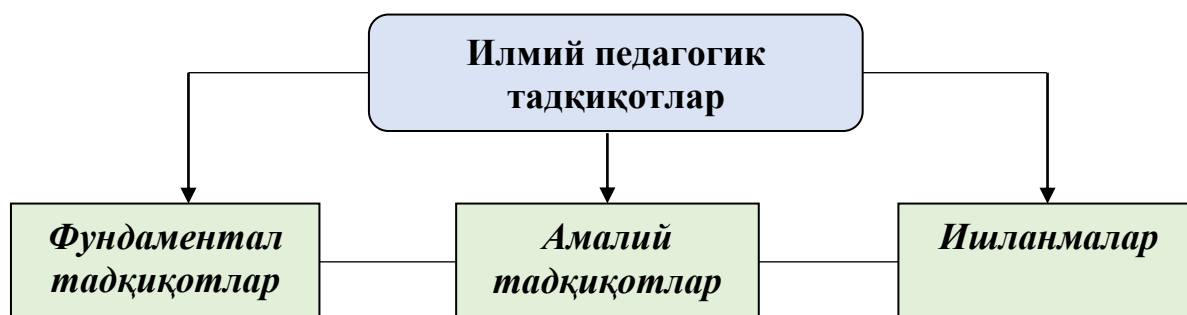 Илмий педагогик
тадқиқотлар
Фундаментал
тадқиқотлар
Амалий
тадқиқотлар
Ишланмалар